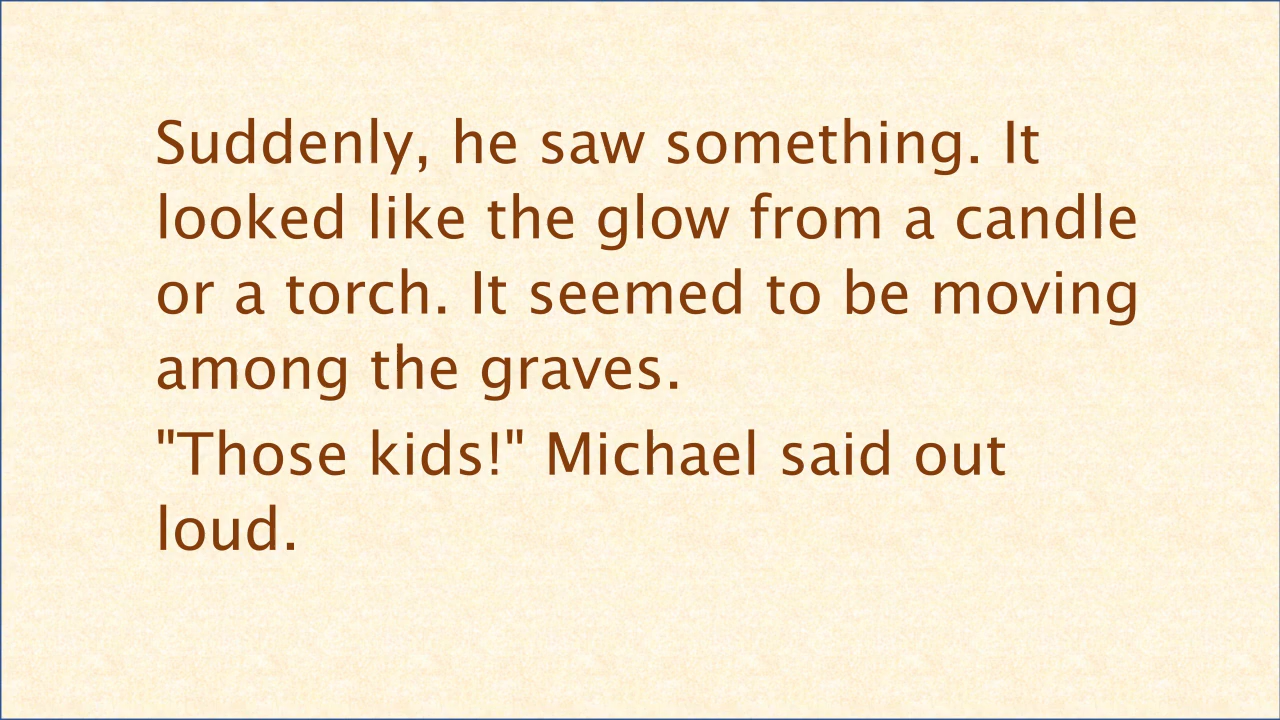 Suddenly, he saw something. It
looked like the glow from a candle
or a torch. It seemed to be moving
among the graves.
"Those kids!" Michael said out
loud.